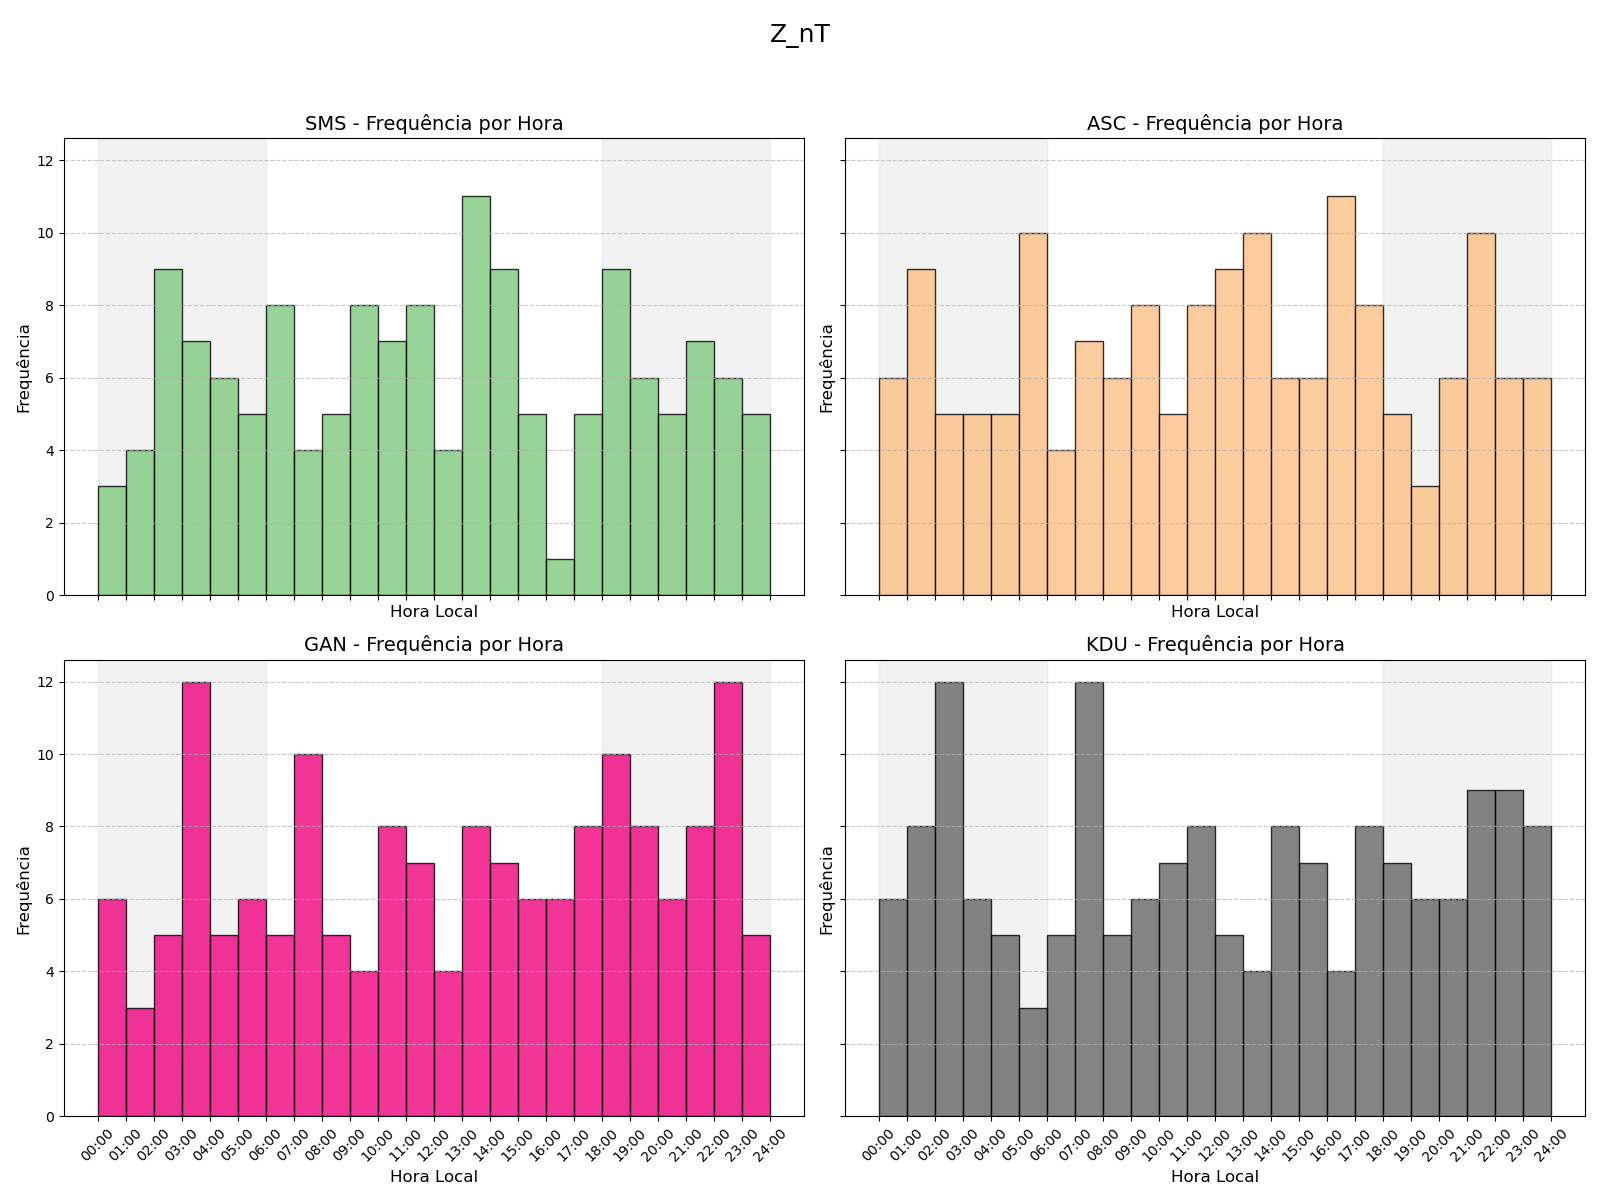 Z_nT
SMS - Frequência por Hora
Frequência
12
10
8
6
4
2
0
Hora Local
ASC - Frequência por Hora
Frequência
Hora Local
GAN - Frequência por Hora
Frequência
12
10
8
6
4
2
0
00:00 01:00 02:00 03:00 04:00 05:00 06:00 07:00 08:00 09:00 10:00 11:00 12:00 13:00 14:00 15:00 16:00 17:00 18:00 19:00 20:00 21:00 22:00 23:00 24:00
Hora Local
KDU - Frequência por Hora
Frequência
00:00 01:00 02:00 03:00 04:00 05:00 06:00 07:00 08:00 09:00 10:00 11:00 12:00 13:00 14:00 15:00 16:00 17:00 18:00 19:00 20:00 21:00 22:00 23:00 24:00
Hora Local